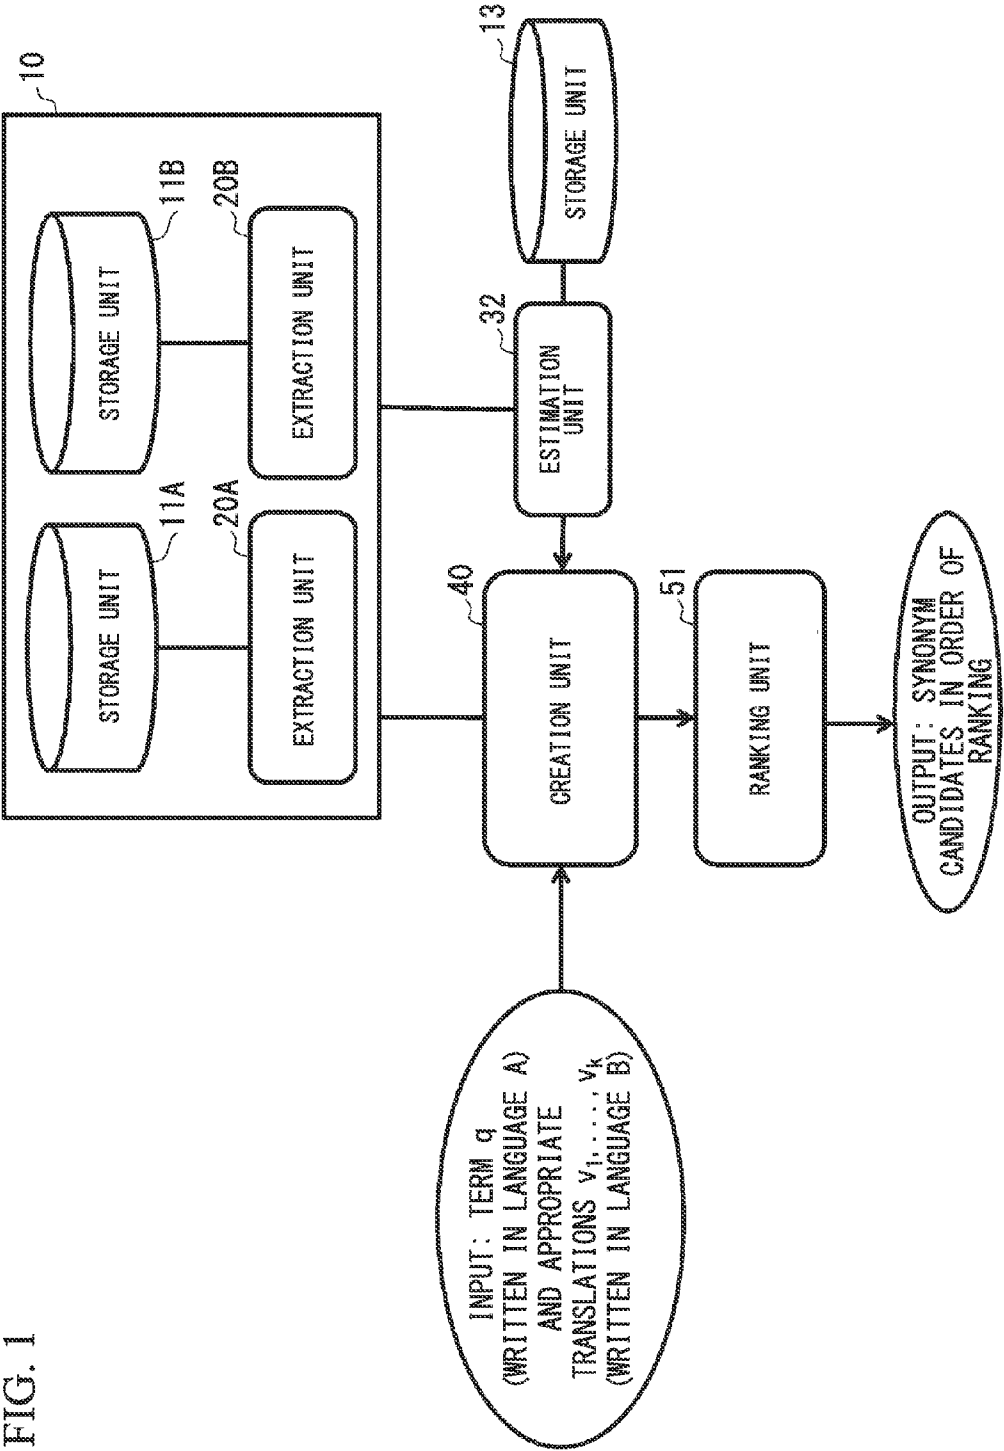 FIG. 1
10
11A
STORAGE UNIT
11B
STORAGE UNIT
20A
EXTRACTION UNIT
20B
EXTRACTION UNIT
INPUT: TERM q
(WRITTEN IN LANGUAGE A)
AND APPROPRIATE
TRANSLATIONS v1,...., vk
(WRITTEN IN LANGUAGE B)
40
CREATION UNIT
32
ESTIMATION
UNIT
13
STORAGE UNIT
51
RANKING UNIT
OUTPUT: SYNONYM
CANDIDATES IN ORDER OF
RANKING